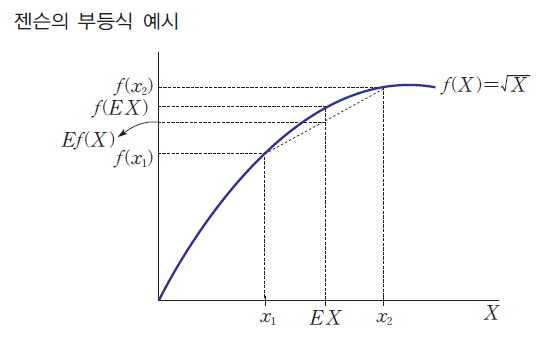 젠슨의 부등식 예시
f(x₂)
f(X)=√X
f(EX)
Ef(X)
f(x₁)
x₁ EX x₂ X